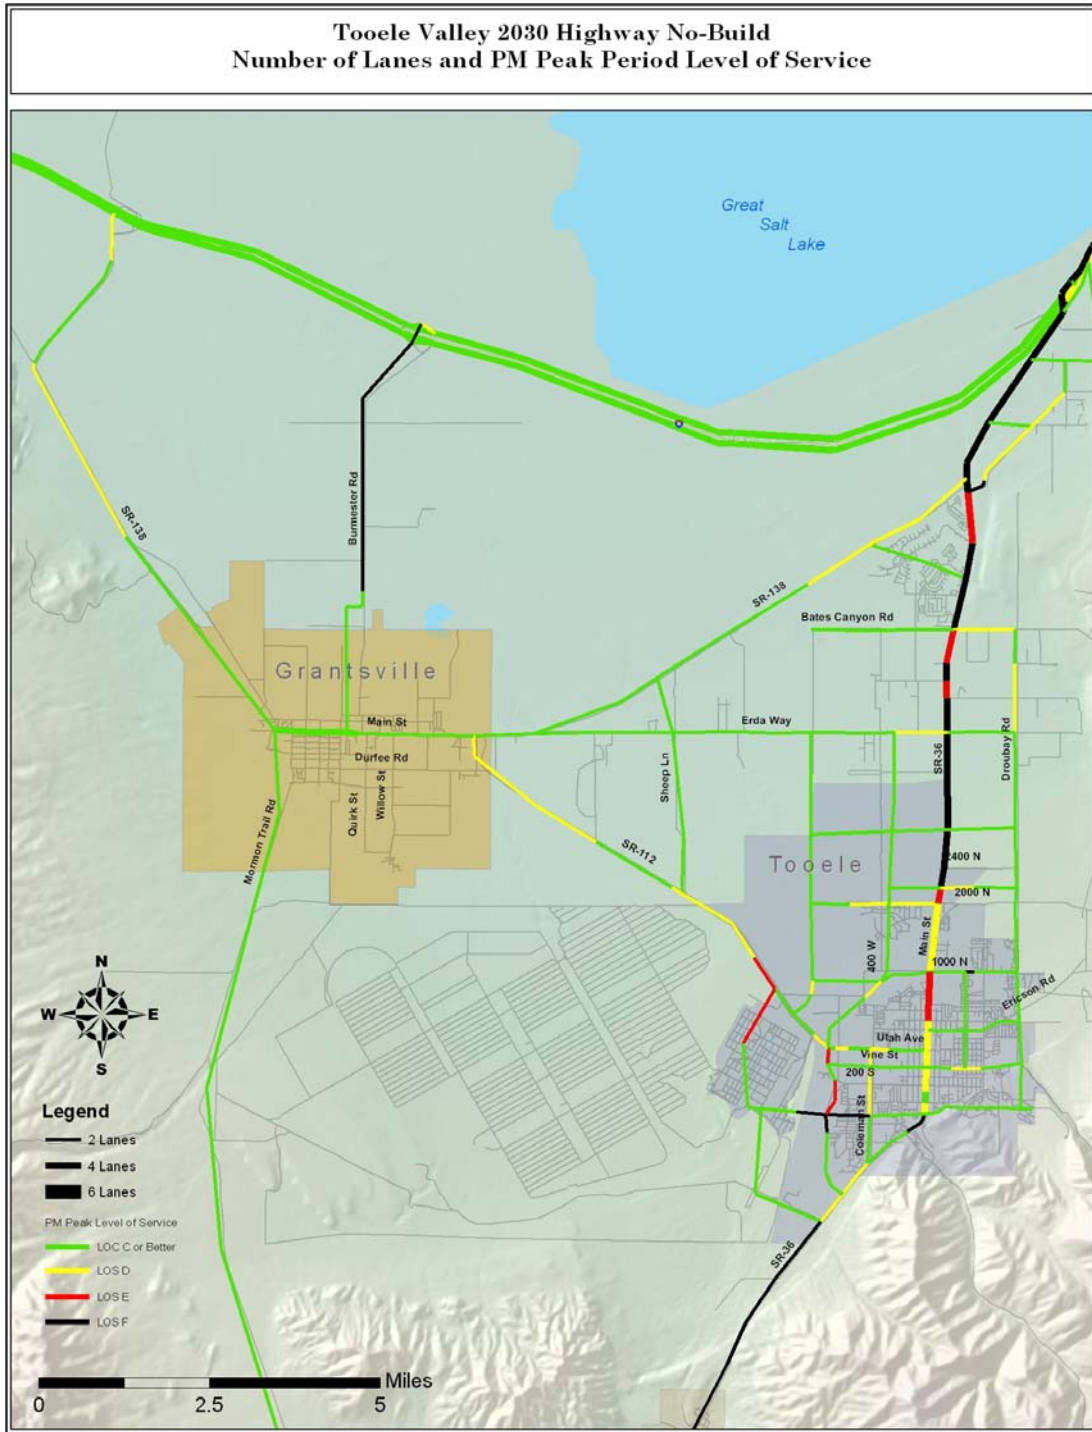 Tooele Valley 2030 Highway No-Build
Number of Lanes and PM Peak Period Level of Service
Great
Salt
Lake
SR-138
Burmester Rd
SR-138
Bates Canyon Rd
Grantsville
Main St
Erda Way
Durfee Rd
Sheep Ln
SR-36
Droubay Rd
Quirk St
Willow St
Mormon Trail Rd
SR-112
Tooele
2400 N
2000 N
Main St
400 W
1000 N
Ericson Rd
Utah Ave
Vine St
200 S
Coleman St
SR-36
N
W
E
S
Legend
2 Lanes
4 Lanes
6 Lanes
PM Peak Level of Service
LOC C or Better
LOS D
LOS E
LOS F
Miles
0
2.5
5